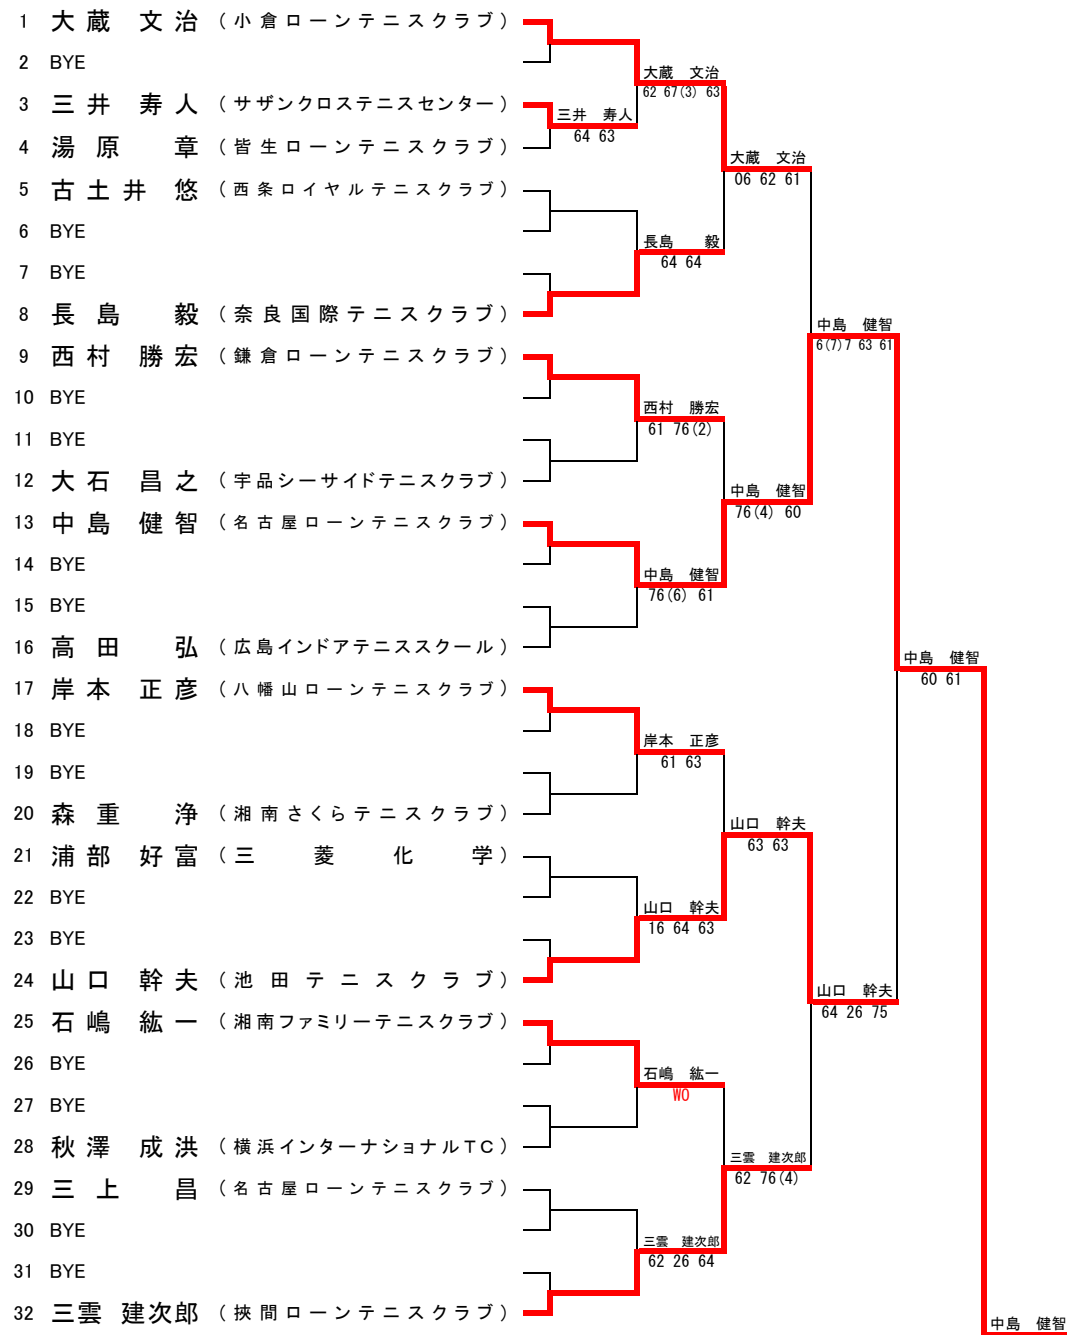 1 大蔵 文治 (小倉ローンテニスクラブ)
2 BYE
大蔵 文治
62 67(3) 63
3 三井 寿人 (サザンクロステニスセンター)
三井 寿人
64 63
4 湯原 章 (皆生ローンテニスクラブ)
大蔵 文治
06 62 61
5 古土井 悠 (西条ロイヤルテニスクラブ)
6 BYE
長島 毅
64 64
7 BYE
8 長島 毅 (奈良国際テニスクラブ)
中島 健智
6(7)7 63 61
9 西村 勝宏 (鎌倉ローンテニスクラブ)
10 BYE
西村 勝宏
61 76(2)
11 BYE
12 大石 昌之 (宇品シーサイドテニスクラブ)
中島 健智
76(4) 60
13 中島 健智 (名古屋ローンテニスクラブ)
14 BYE
中島 健智
76(6) 61
15 BYE
16 高田 弘 (広島インドアテニススクール)
中島 健智
60 61
17 岸本 正彦 (八幡山ローンテニスクラブ)
18 BYE
岸本 正彦
61 63
19 BYE
20 森重 浄 (湘南さくらテニスクラブ)
山口 幹夫
63 63
21 浦部 好富 (三菱化学)
22 BYE
山口 幹夫
16 64 63
23 BYE
24 山口 幹夫 (池田テニスクラブ)
山口 幹夫
64 26 75
25 石嶋 紘一 (湘南ファミリーテニスクラブ)
26 BYE
石嶋 紘一
WO
27 BYE
28 秋澤 成洪 (横浜インターナショナルTC)
三雲 建次郎
62 76(4)
29 三上 昌 (名古屋ローンテニスクラブ)
30 BYE
三雲 建次郎
62 26 64
31 BYE
32 三雲 建次郎 (挾間ローンテニスクラブ)
中島 健智